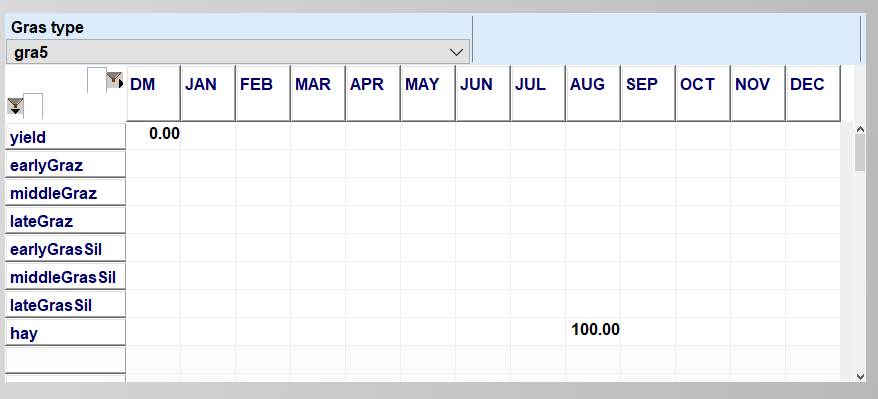 Gras type
gra5
DM JAN FEB MAR APR MAY JUN JUL AUG SEP OCT NOV DEC
yield 0.00
earlyGraz
middleGraz
lateGraz
earlyGrasSil
middleGrasSil
lateGrasSil
hay 100.00